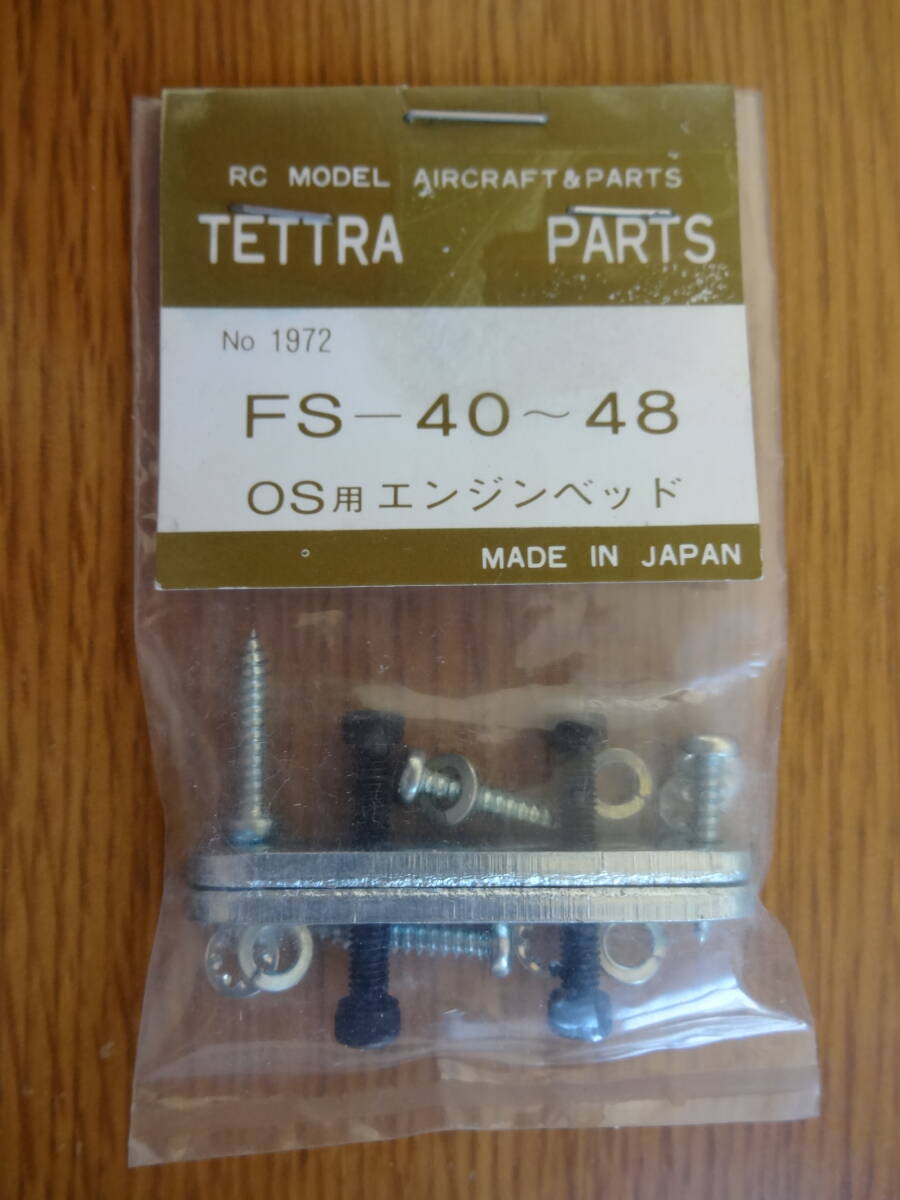 RC MODEL AIRCRAFT&PARTS
TETTRA PARTS
No 1972
FS-40~48
OS用エンジンベッド
MADE IN JAPAN